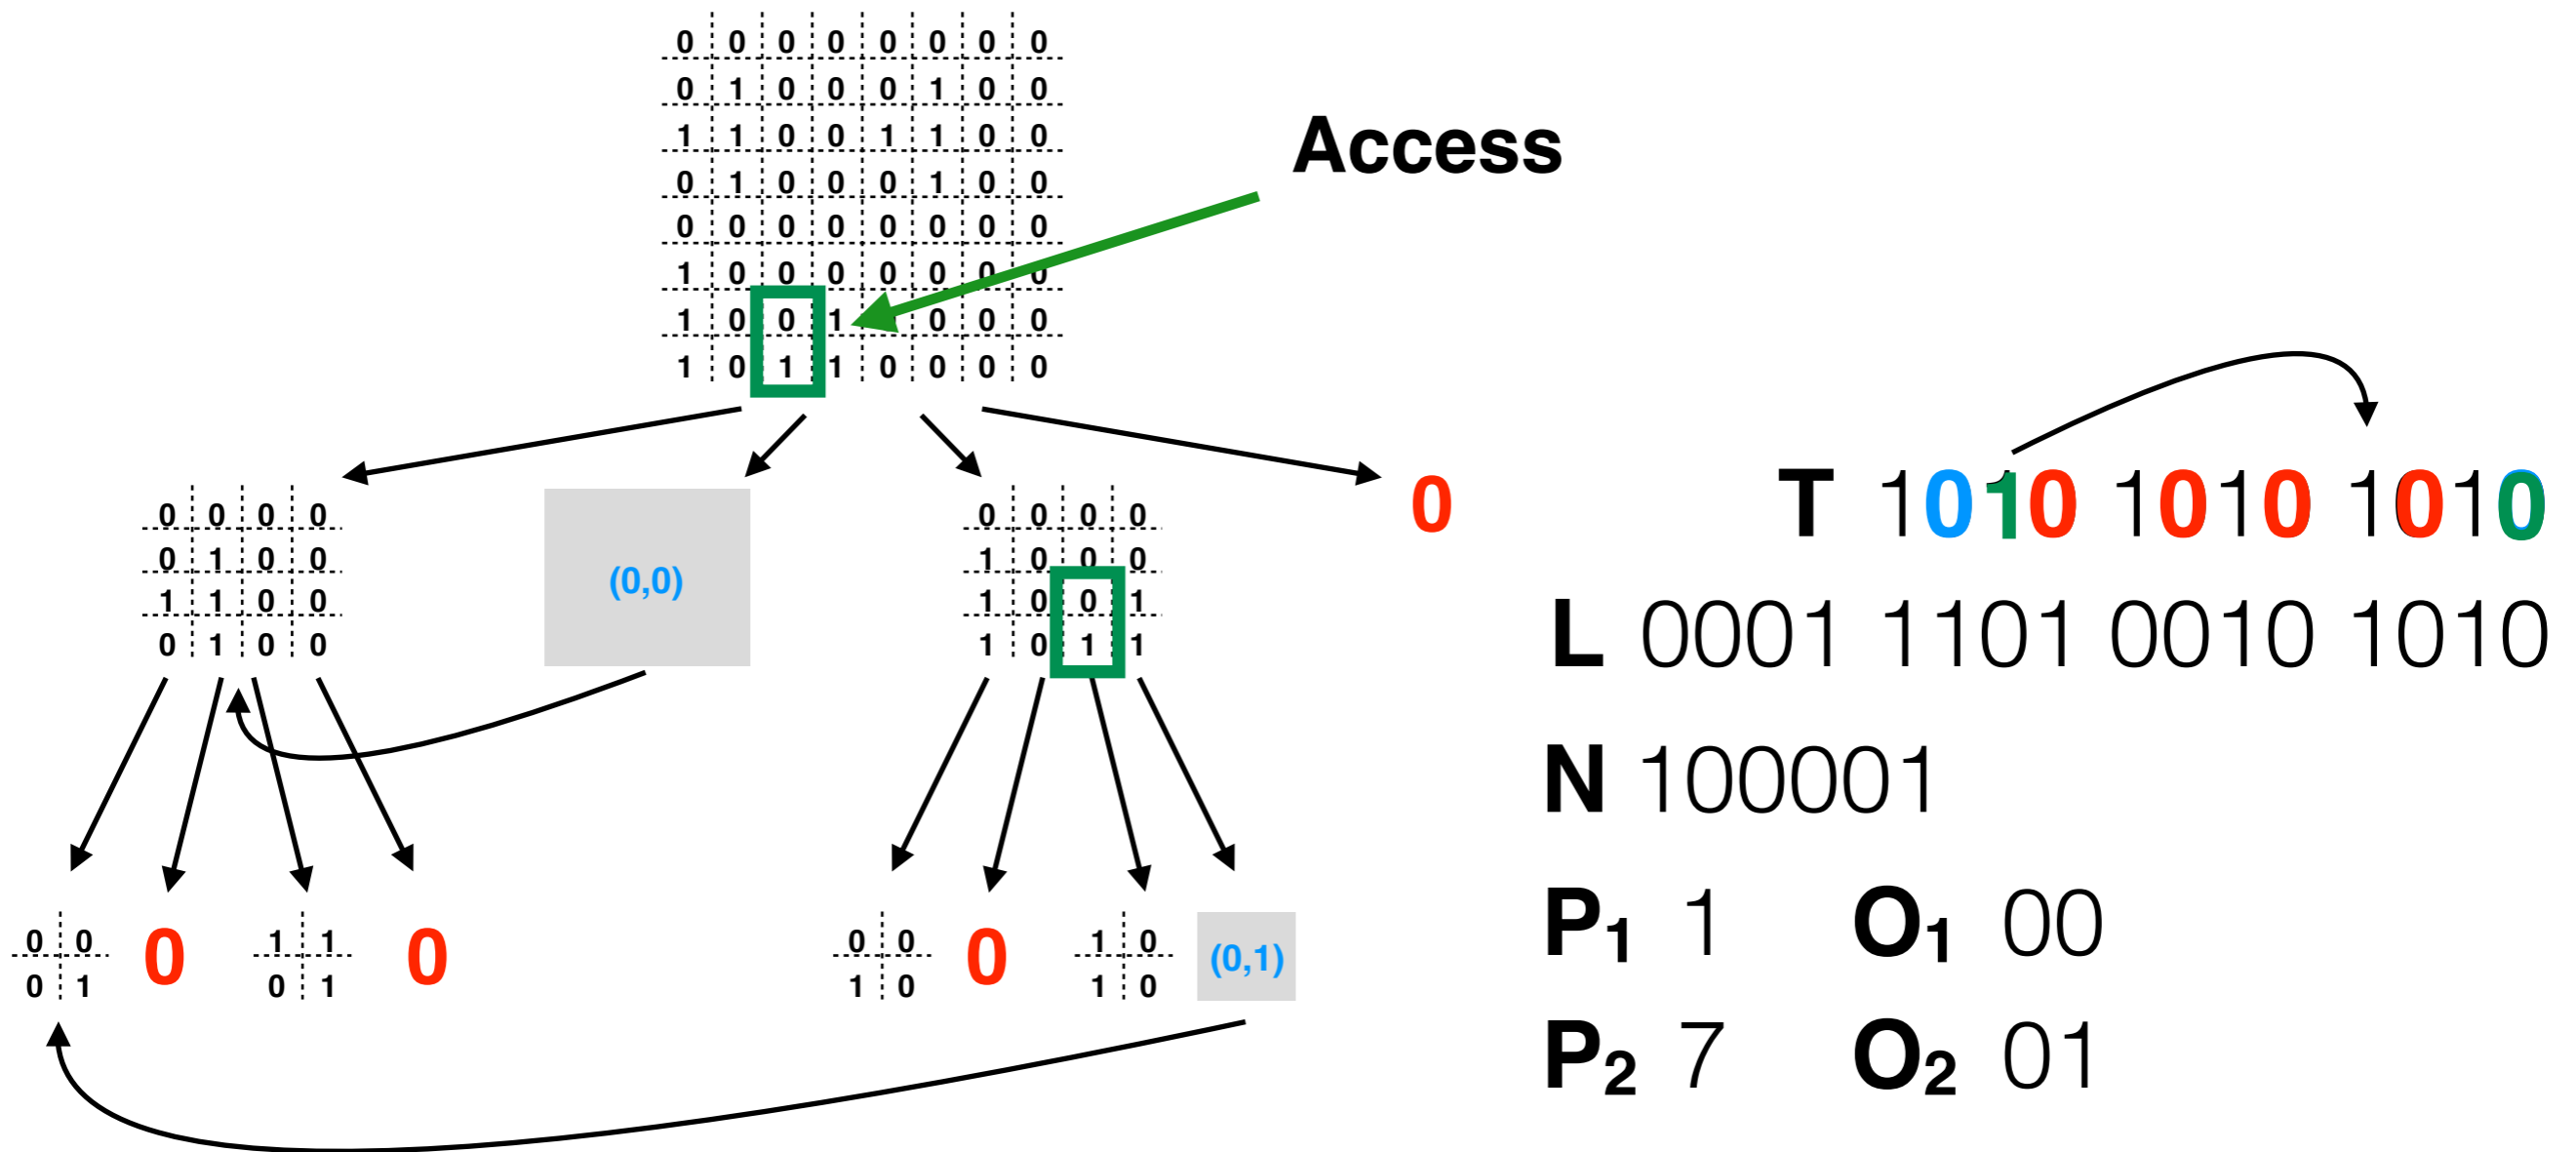 0 0 0 0 0 0 0 0
0 1 0 0 0 1 0 0
1 1 0 0 1 1 0 0
0 1 0 0 0 1 0 0
0 0 0 0 0 0 0 0
1 0 0 0 0 0 0 0
1 0 0 1 0 0 0
1 0 1 1 0 0 0 0
Access
0 0 0 0
0 1 0 0
1 1 0 0
0 1 0 0
(0,0)
0 0 0 0
1 0 0 0
1 0 0 1
1 0 1 1
0
0 0
0 1
0
1 1
0 1
0
0 0
1 0
0
1 0
1 0
(0,1)
T 1010 1010 1010
L 0001 1101 0010 1010
N 100001
P1 1 O1 00
P2 7 O2 01